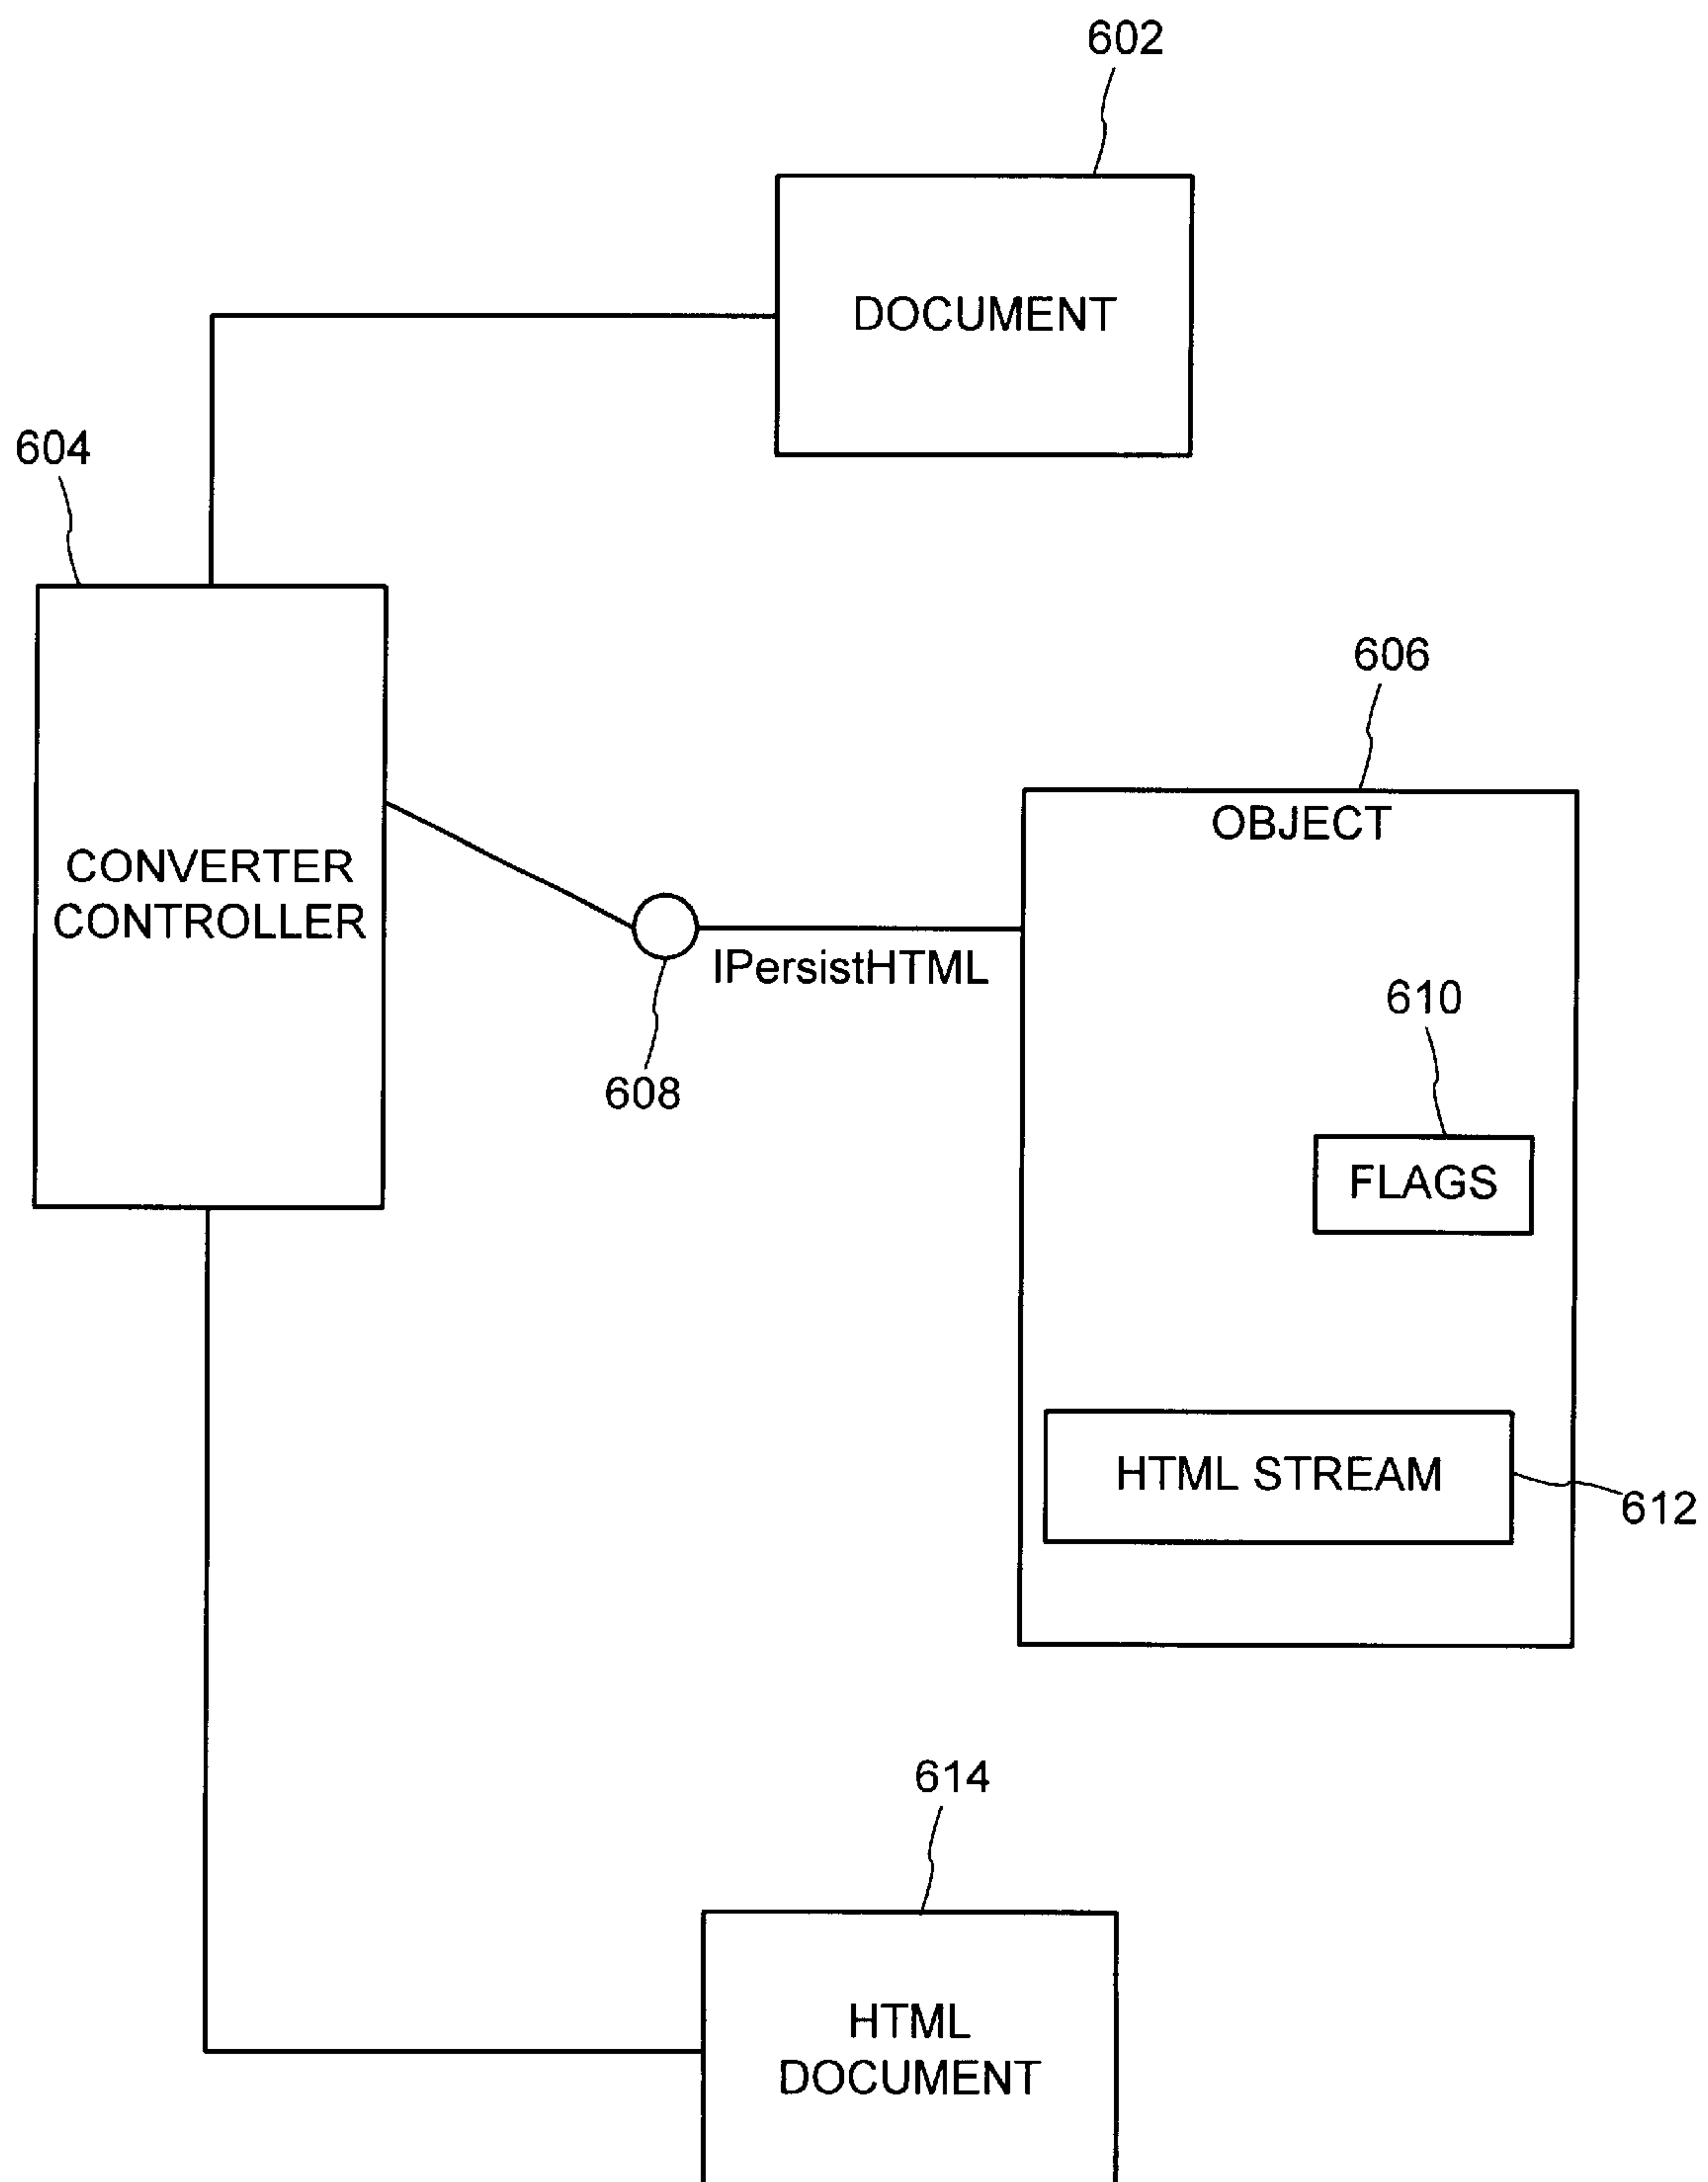 602
DOCUMENT
604
606
OBJECT
CONVERTER
CONTROLLER
IPersistHTML
608
610
FLAGS
HTML STREAM
612
614
HTML
DOCUMENT